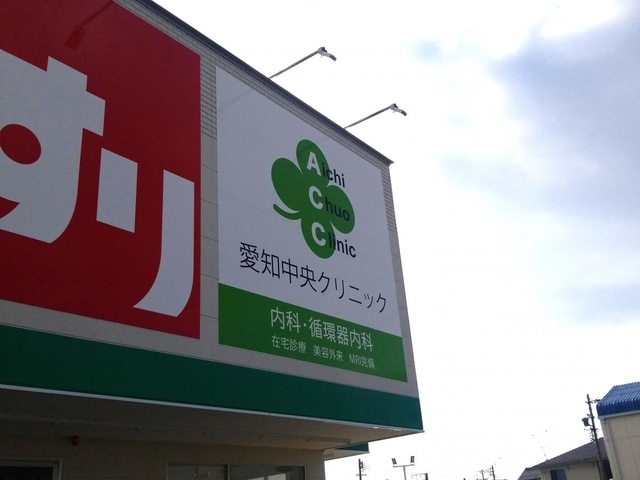 すり
Aichi
Chuo
Clinic
愛知中央クリニック
内科・循環器内科
在宅診療 美容外来 MRI完備